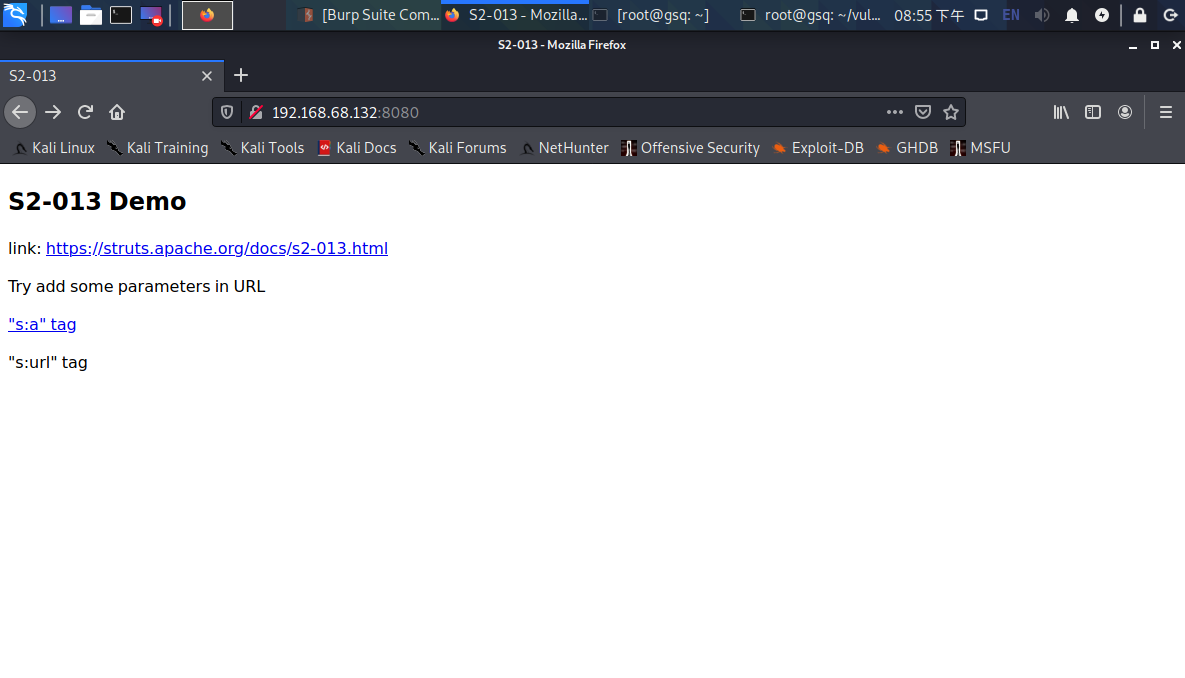 [Burp Suite Com... S2-013 - Mozilla... [root@gsq: ~] root@gsq: ~/vul... 08:55 下午 EN
S2-013 - Mozilla Firefox
S2-013
192.168.68.132:8080
Kali Linux Kali Training Kali Tools Kali Docs Kali Forums NetHunter Offensive Security Exploit-DB GHDB MSFU
S2-013 Demo
link: https://struts.apache.org/docs/s2-013.html
Try add some parameters in URL
"s:a" tag
"s:url" tag